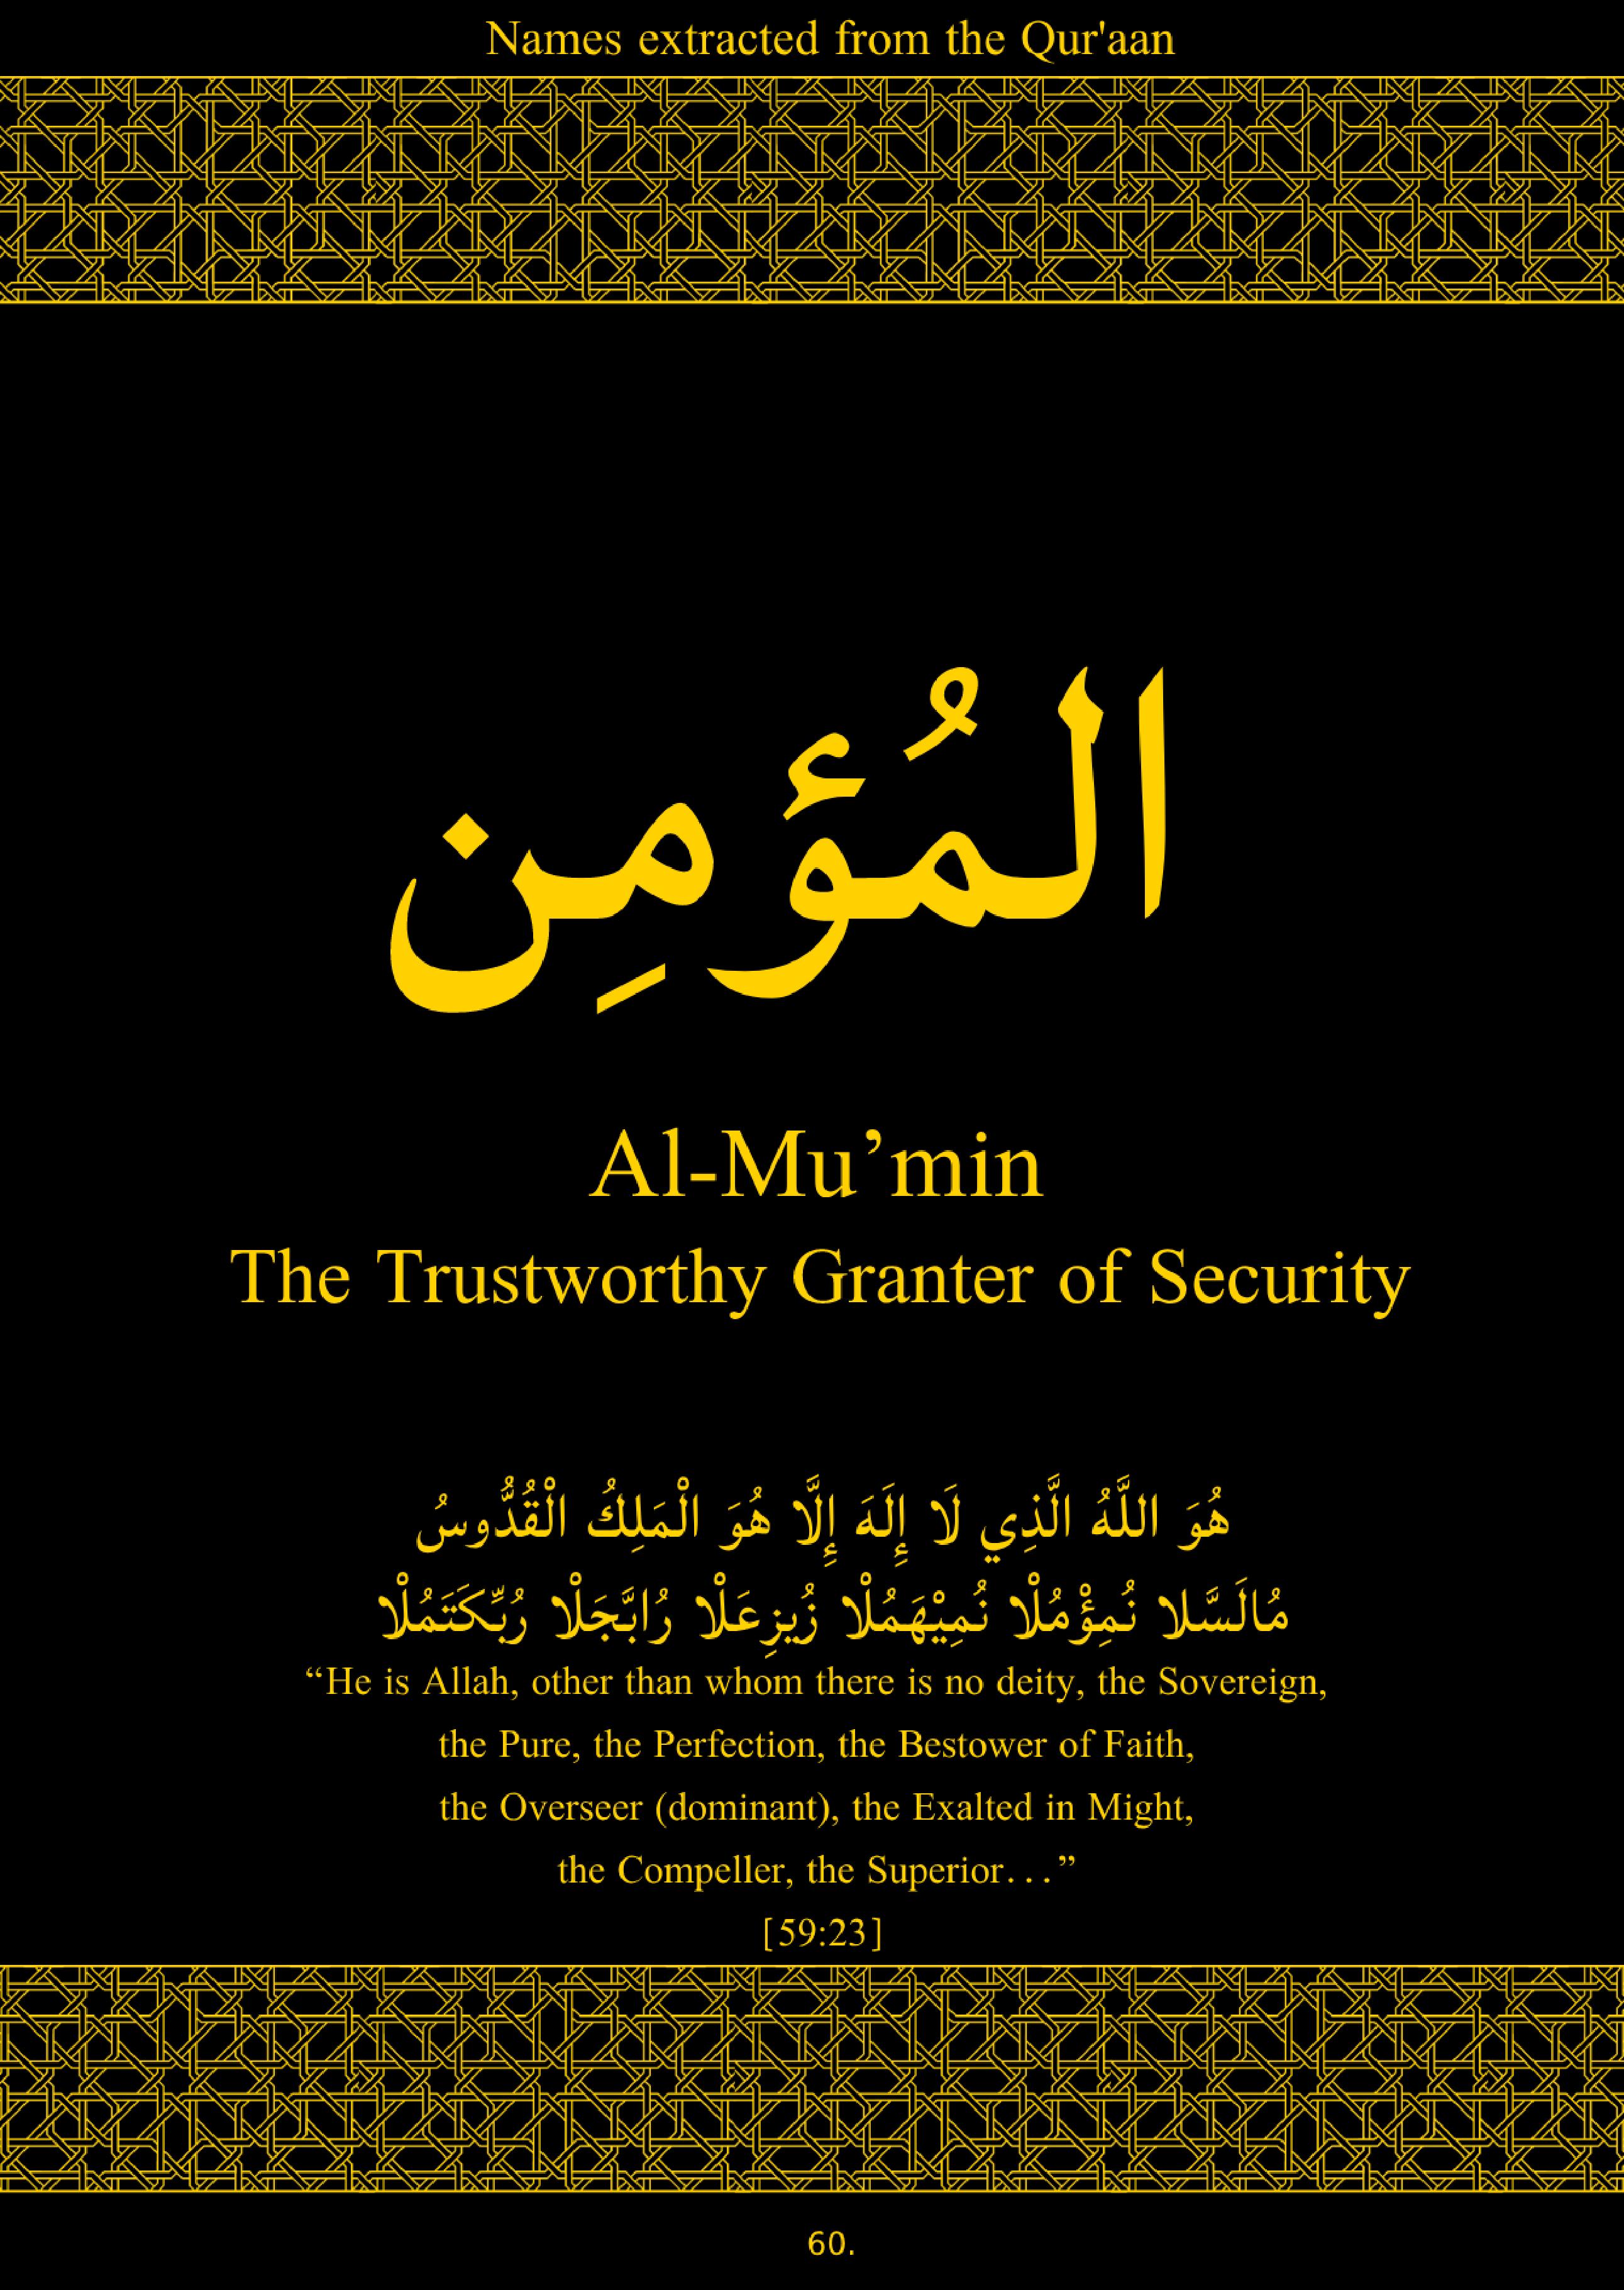 Names extracted from the Qur'aan
المُؤمِن
Al-Mu’min
The Trustworthy Granter of Security
هُوَ اللَّهُ الَّذِي لَا إِلَهَ إِلَّا هُوَ الْمَلِكُ الْقُدُّوسُ
مُالَسَّلا نُمِؤْمُلْا نُمِيْهَمُلْا زُيزِعَلْا رُابَّجَلْا رُبِّكَتَمُلْا
“He is Allah, other than whom there is no deity, the Sovereign,
the Pure, the Perfection, the Bestower of Faith,
the Overseer (dominant), the Exalted in Might,
the Compeller, the Superior…”
[59:23]
60.